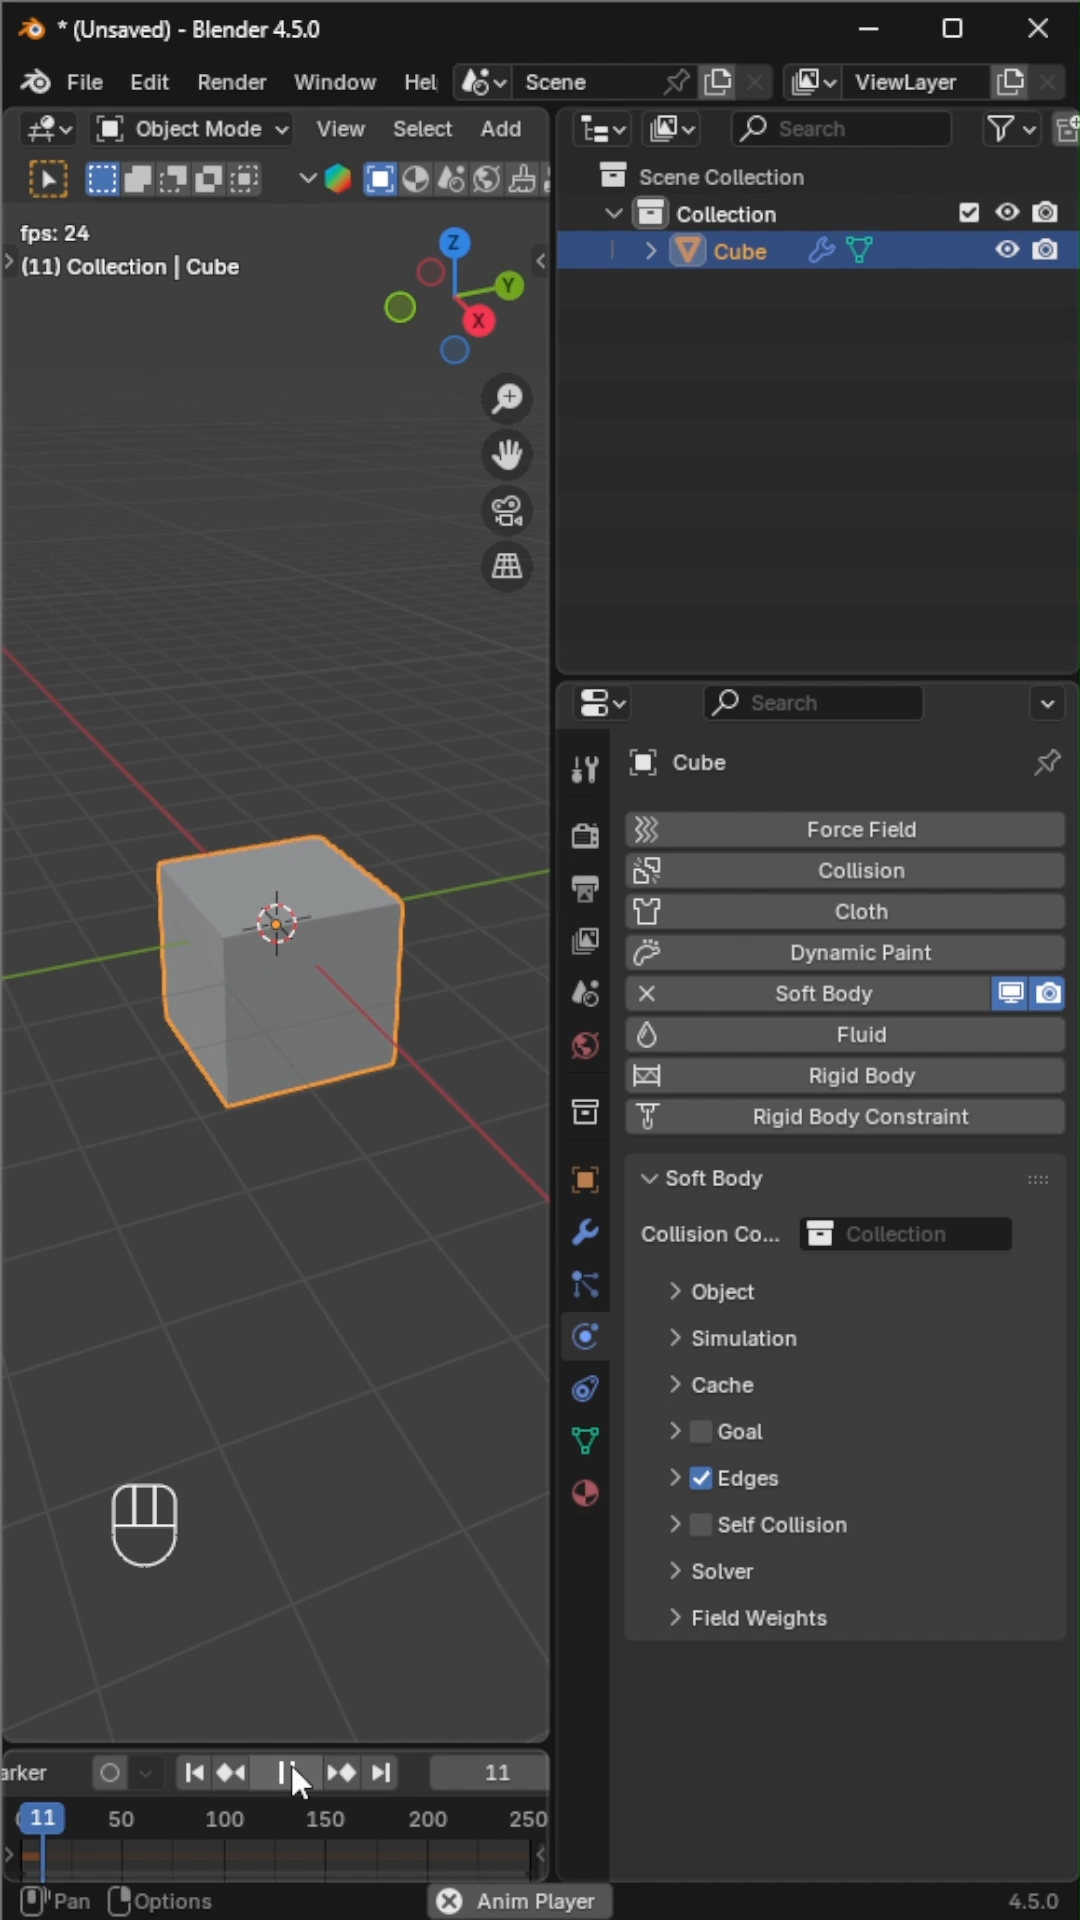 * (Unsaved) - Blender 4.5.0
File Edit Render Window Hel Scene ViewLayer
Object Mode View Select Add
Search
Scene Collection
Collection
Cube
fps: 24
(11) Collection | Cube
Z
Y
X
Search
Cube
Force Field
Collision
Cloth
Dynamic Paint
Soft Body
Fluid
Rigid Body
Rigid Body Constraint
Soft Body
Collision Co... Collection
Object
Simulation
Cache
Goal
Edges
Self Collision
Solver
Field Weights
arker 11
11 50 100 150 200 250
Pan Options Anim Player 4.5.0